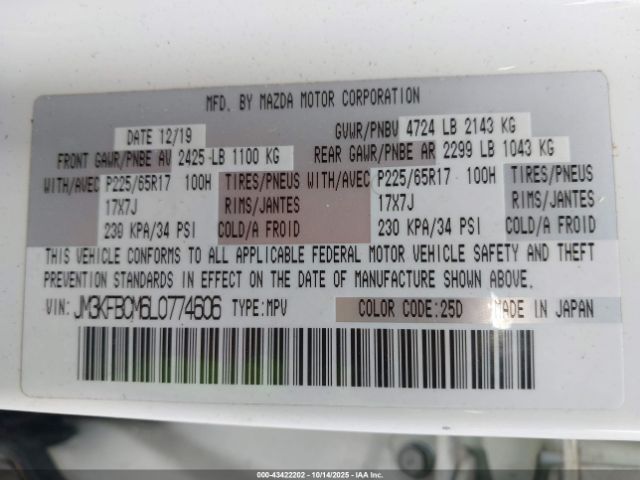 MFD. BY MAZDA MOTOR CORPORATION
DATE 12/19 GVWR/PNBV 4724 LB 2143 KG
FRONT GAWR/PNBE AV 2425 LB 1100 KG REAR GAWR/PNBE AR 2299 LB 1043 KG
WITH/AVEC P225/65R17 100H TIRES/PNEUS WITH/AVEC P225/65R17 100H TIRES/PNEUS
17X7J RIMS/JANTES 17X7J RIMS/JANTES
230 KPA/34 PSI COLD/A FROID 230 KPA/34 PSI COLD/A FROID
THIS VEHICLE CONFORMS TO ALL APPLICABLE FEDERAL MOTOR VEHICLE SAFETY AND THEFT
PREVENTION STANDARDS IN EFFECT ON THE DATE OF MANUFACTURE SHOWN ABOVE.
VIN: JM3KFBCM6L0774606 TYPE:MPV COLOR CODE:25D MADE IN JAPAN
000-43422202 - 10/14/2025 - IAAI.COM